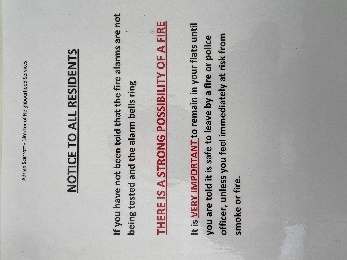 NOTICE TO ALL RESIDENTS
If you have not been told that the fire alarms are not
being tested and the alarm bells ring
THERE IS A STRONG POSSIBILITY OF A FIRE
It is VERY IMPORTANT to remain in your flats until
you are told it is safe to leave by a fire or police
officer, unless you feel immediately at risk from
smoke or fire.